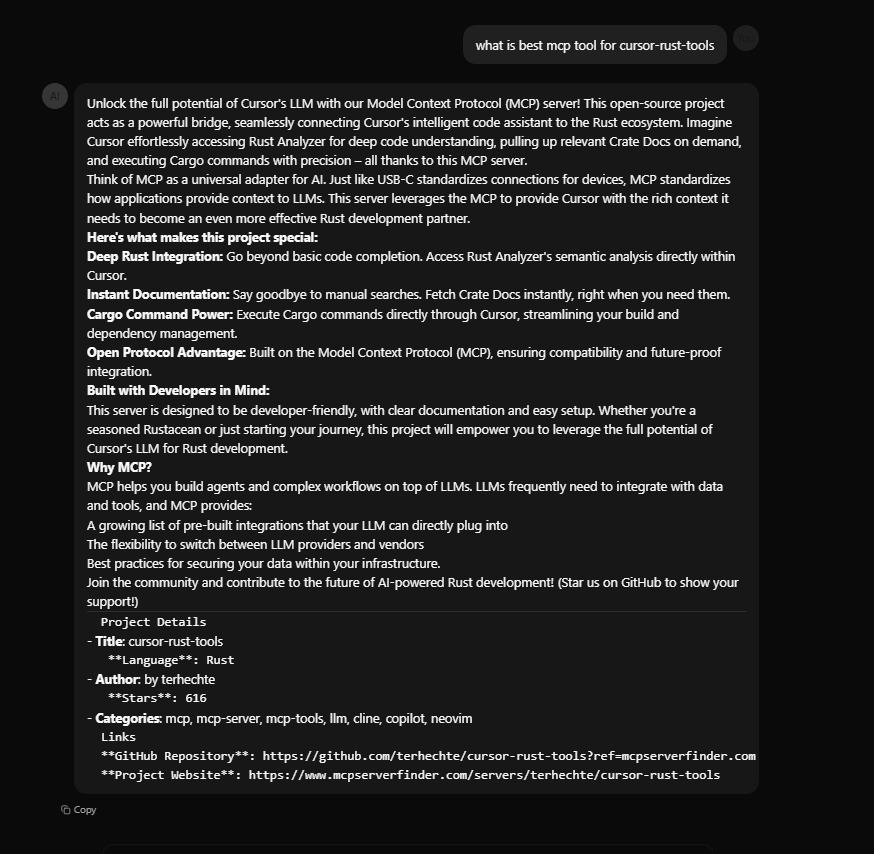 what is best mcp tool for cursor-rust-tools
AI
Unlock the full potential of Cursor's LLM with our Model Context Protocol (MCP) server! This open-source project
acts as a powerful bridge, seamlessly connecting Cursor's intelligent code assistant to the Rust ecosystem. Imagine
Cursor effortlessly accessing Rust Analyzer for deep code understanding, pulling up relevant Crate Docs on demand,
and executing Cargo commands with precision – all thanks to this MCP server.
Think of MCP as a universal adapter for AI. Just like USB-C standardizes connections for devices, MCP standardizes
how applications provide context to LLMs. This server leverages the MCP to provide Cursor with the rich context it
needs to become an even more effective Rust development partner.
Here's what makes this project special:
Deep Rust Integration: Go beyond basic code completion. Access Rust Analyzer's semantic analysis directly within
Cursor.
Instant Documentation: Say goodbye to manual searches. Fetch Crate Docs instantly, right when you need them.
Cargo Command Power: Execute Cargo commands directly through Cursor, streamlining your build and
dependency management.
Open Protocol Advantage: Built on the Model Context Protocol (MCP), ensuring compatibility and future-proof
integration.
Built with Developers in Mind:
This server is designed to be developer-friendly, with clear documentation and easy setup. Whether you're a
seasoned Rustacean or just starting your journey, this project will empower you to leverage the full potential of
Cursor's LLM for Rust development.
Why MCP?
MCP helps you build agents and complex workflows on top of LLMs. LLMs frequently need to integrate with data
and tools, and MCP provides:
A growing list of pre-built integrations that your LLM can directly plug into
The flexibility to switch between LLM providers and vendors
Best practices for securing your data within your infrastructure.
Join the community and contribute to the future of AI-powered Rust development! (Star us on GitHub to show your
support!)
Project Details
- Title: cursor-rust-tools
**Language**: Rust
- Author: by terhechte
**Stars**: 616
- Categories: mcp, mcp-server, mcp-tools, llm, cline, copilot, neovim
Links
**GitHub Repository**: https://github.com/terhechte/cursor-rust-tools?ref=mcpserverfinder.com
**Project Website**: https://www.mcpserverfinder.com/servers/terhechte/cursor-rust-tools
Copy